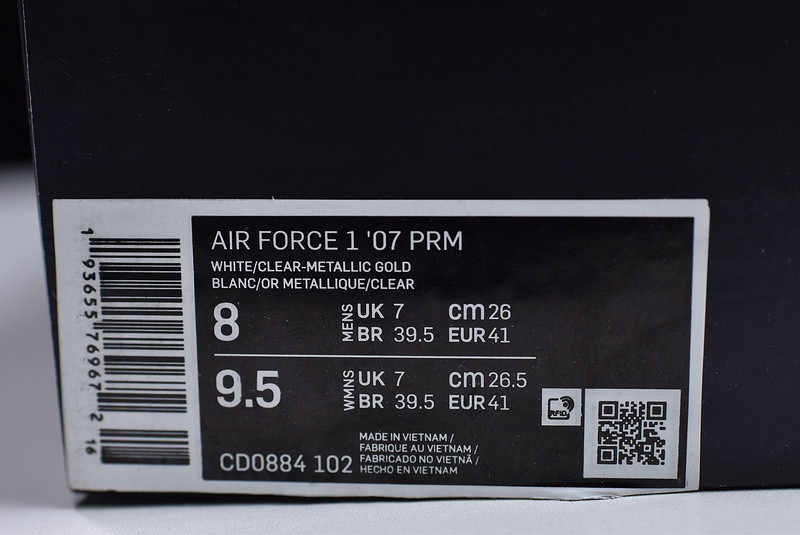 AIR FORCE 1 '07 PRM
WHITE/CLEAR-METALLIC GOLD
BLANC/OR METALLIQUE/CLEAR
8 MENS UK 7 cm 26
BR 39.5 EUR 41
9.5 WMNS UK 7 cm 26.5
BR 39.5 EUR 41
CD0884 102
MADE IN VIETNAM /
FABRIQUE AU VIETNAM /
FABRICADO NO VIETNÃ /
HECHO EN VIETNAM
RFID
1 93655 76967 2 16